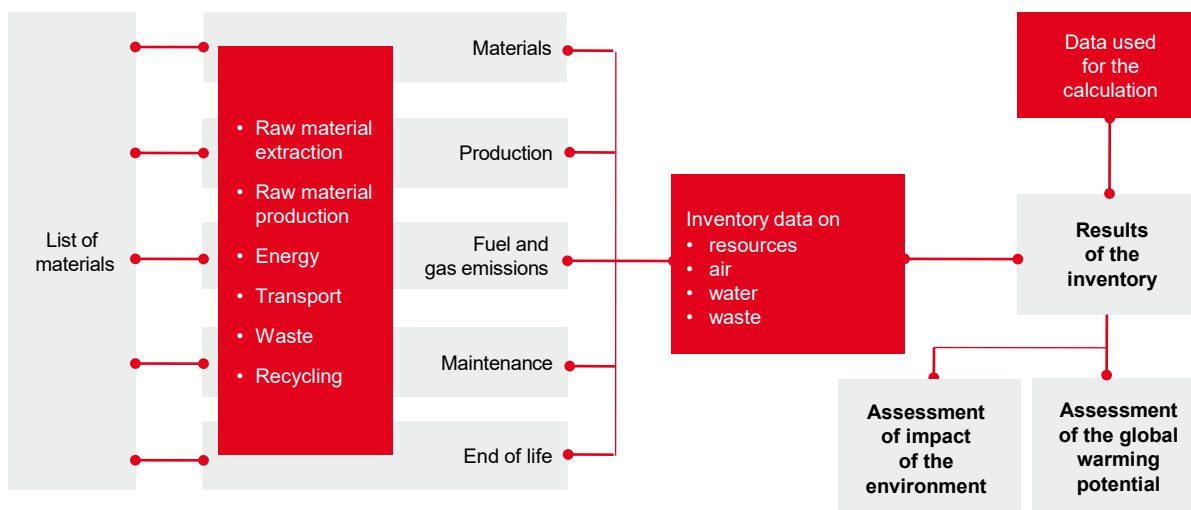 List of
materials
• Raw material
extraction
• Raw material
production
• Energy
• Transport
• Waste
• Recycling
Materials
Production
Fuel and
gas emissions
Maintenance
End of life
Inventory data on
• resources
• air
• water
• waste
Data used
for the
calculation
Results
of the
inventory
Assessment
of impact
of the
environment
Assessment
of the global
warming
potential